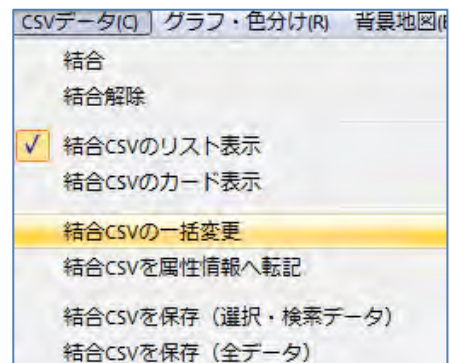 CSVデータ(C) グラフ・色分け(R) 背景地図(
結合
結合解除
結合CSVのリスト表示
結合CSVのカード表示
結合CSVの一括変更
結合CSVを属性情報へ転記
結合CSVを保存（選択・検索データ）
結合CSVを保存（全データ）